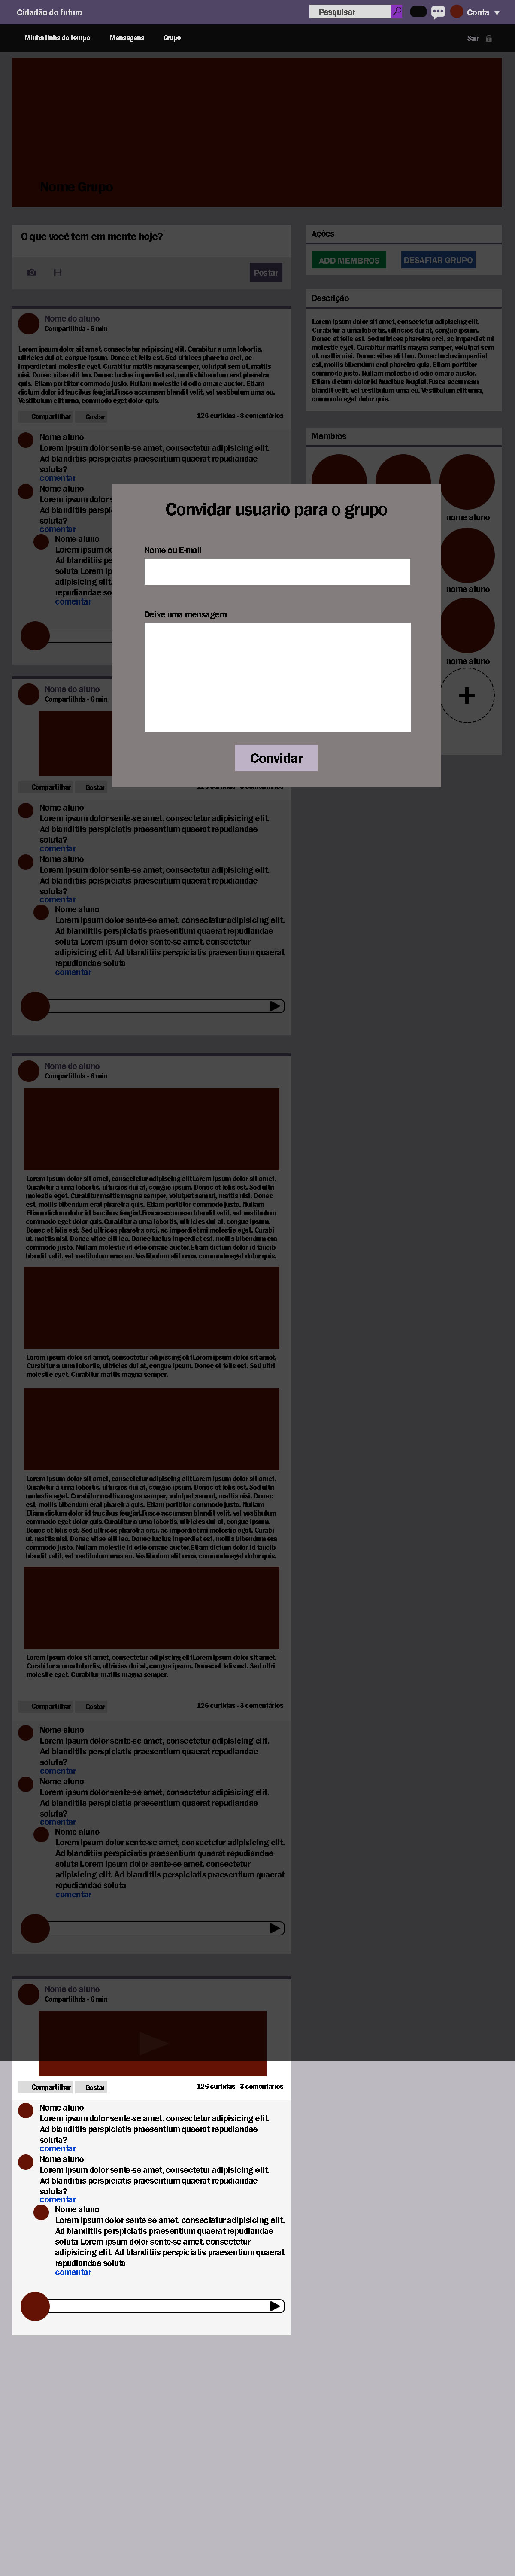 Cidadão do futuro
Pesquisar
Conta
Minha linha do tempo
Mensagens
Grupo
Sair
Nome Grupo
O que você tem em mente hoje?
Postar
Ações
ADD MEMBROS
DESAFIAR GRUPO
Descrição
Lorem ipsum dolor sit amet, consectetur adipiscing elit.
Curabitur a urna lobortis, ultricies dui at, congue ipsum.
Donec et felis est. Sed ultrices pharetra orci, ac imperdiet mi
molestie eget. Curabitur mattis magna semper, volutpat sem
ut, mattis nisi. Donec vitae elit leo. Donec luctus imperdiet
est, mollis bibendum erat pharetra quis. Etiam porttitor
commodo justo. Nullam molestie id odio ornare auctor.
Etiam dictum dolor id faucibus feugiat.Fusce accumsan
blandit velit, vel vestibulum urna eu. Vestibulum elit urna,
commodo eget dolor quis.
Membros
nome aluno
nome aluno
nome aluno
Nome do aluno
Compartilhda - 9 min
Lorem ipsum dolor sit amet, consectetur adipiscing elit. Curabitur a urna lobortis,
ultricies dui at, congue ipsum. Donec et felis est. Sed ultrices pharetra orci, ac
imperdiet mi molestie eget. Curabitur mattis magna semper, volutpat sem ut, mattis
nisi. Donec vitae elit leo. Donec luctus imperdiet est, mollis bibendum erat pharetra
quis. Etiam porttitor commodo justo. Nullam molestie id odio ornare auctor. Etiam
dictum dolor id faucibus feugiat.Fusce accumsan blandit velit, vel vestibulum urna eu.
Vestibulum elit urna, commodo eget dolor quis.
Compartilhar
Gostar
126 curtidas - 3 comentários
Nome aluno
Lorem ipsum dolor sente-se amet, consectetur adipisicing elit.
Ad blanditiis perspiciatis praesentium quaerat repudiandae
soluta?
comentar
Nome aluno
Lorem ipsum dolor s
Ad blanditiis perspi
soluta?
comentar
Nome aluno
Lorem ipsum do
Ad blanditiis per
soluta Lorem ips
adipisicing elit.
repudiandae so
comentar
Convidar usuario para o grupo
Nome ou E-mail
Deixe uma mensagem
Convidar
Nome do aluno
Compartilhda - 9 min
Compartilhar
Gostar
126 curtidas - 3 comentários
Nome aluno
Lorem ipsum dolor sente-se amet, consectetur adipisicing elit.
Ad blanditiis perspiciatis praesentium quaerat repudiandae
soluta?
comentar
Nome aluno
Lorem ipsum dolor sente-se amet, consectetur adipisicing elit.
Ad blanditiis perspiciatis praesentium quaerat repudiandae
soluta?
comentar
Nome aluno
Lorem ipsum dolor sente-se amet, consectetur adipisicing elit.
Ad blanditiis perspiciatis praesentium quaerat repudiandae
soluta Lorem ipsum dolor sente-se amet, consectetur
adipisicing elit. Ad blanditiis perspiciatis praesentium quaerat
repudiandae soluta
comentar
Nome do aluno
Compartilhda - 9 min
Lorem ipsum dolor sit amet, consectetur adipiscing elit.Lorem ipsum dolor sit amet,
Curabitur a urna lobortis, ultricies dui at, congue ipsum. Donec et felis est. Sed ultri
molestie eget. Curabitur mattis magna semper, volutpat sem ut, mattis nisi. Donec
est, mollis bibendum erat pharetra quis. Etiam porttitor commodo justo. Nullam
Etiam dictum dolor id faucibus feugiat.Fusce accumsan blandit velit, vel vestibulum
commodo eget dolor quis.Curabitur a urna lobortis, ultricies dui at, congue ipsum.
Donec et felis est. Sed ultrices pharetra orci, ac imperdiet mi molestie eget. Curabi
ut, mattis nisi. Donec vitae elit leo. Donec luctus imperdiet est, mollis bibendum era
commodo justo. Nullam molestie id odio ornare auctor.Etiam dictum dolor id faucib
blandit velit, vel vestibulum urna eu. Vestibulum elit urna, commodo eget dolor quis.
Lorem ipsum dolor sit amet, consectetur adipiscing elit.Lorem ipsum dolor sit amet,
Curabitur a urna lobortis, ultricies dui at, congue ipsum. Donec et felis est. Sed ultri
molestie eget. Curabitur mattis magna semper.
Lorem ipsum dolor sit amet, consectetur adipiscing elit.Lorem ipsum dolor sit amet,
Curabitur a urna lobortis, ultricies dui at, congue ipsum. Donec et felis est. Sed ultri
molestie eget. Curabitur mattis magna semper, volutpat sem ut, mattis nisi. Donec
est, mollis bibendum erat pharetra quis. Etiam porttitor commodo justo. Nullam
Etiam dictum dolor id faucibus feugiat.Fusce accumsan blandit velit, vel vestibulum
commodo eget dolor quis.Curabitur a urna lobortis, ultricies dui at, congue ipsum.
Donec et felis est. Sed ultrices pharetra orci, ac imperdiet mi molestie eget. Curabi
ut, mattis nisi. Donec vitae elit leo. Donec luctus imperdiet est, mollis bibendum era
commodo justo. Nullam molestie id odio ornare auctor.Etiam dictum dolor id faucib
blandit velit, vel vestibulum urna eu. Vestibulum elit urna, commodo eget dolor quis.
Lorem ipsum dolor sit amet, consectetur adipiscing elit.Lorem ipsum dolor sit amet,
Curabitur a urna lobortis, ultricies dui at, congue ipsum. Donec et felis est. Sed ultri
molestie eget. Curabitur mattis magna semper.
Compartilhar
Gostar
126 curtidas - 3 comentários
Nome aluno
Lorem ipsum dolor sente-se amet, consectetur adipisicing elit.
Ad blanditiis perspiciatis praesentium quaerat repudiandae
soluta?
comentar
Nome aluno
Lorem ipsum dolor sente-se amet, consectetur adipisicing elit.
Ad blanditiis perspiciatis praesentium quaerat repudiandae
soluta?
comentar
Nome aluno
Lorem ipsum dolor sente-se amet, consectetur adipisicing elit.
Ad blanditiis perspiciatis praesentium quaerat repudiandae
soluta Lorem ipsum dolor sente-se amet, consectetur
adipisicing elit. Ad blanditiis perspiciatis praesentium quaerat
repudiandae soluta
comentar
Nome do aluno
Compartilhda - 9 min
Compartilhar
Gostar
126 curtidas - 3 comentários
Nome aluno
Lorem ipsum dolor sente-se amet, consectetur adipisicing elit.
Ad blanditiis perspiciatis praesentium quaerat repudiandae
soluta?
comentar
Nome aluno
Lorem ipsum dolor sente-se amet, consectetur adipisicing elit.
Ad blanditiis perspiciatis praesentium quaerat repudiandae
soluta?
comentar
Nome aluno
Lorem ipsum dolor sente-se amet, consectetur adipisicing elit.
Ad blanditiis perspiciatis praesentium quaerat repudiandae
soluta Lorem ipsum dolor sente-se amet, consectetur
adipisicing elit. Ad blanditiis perspiciatis praesentium quaerat
repudiandae soluta
comentar